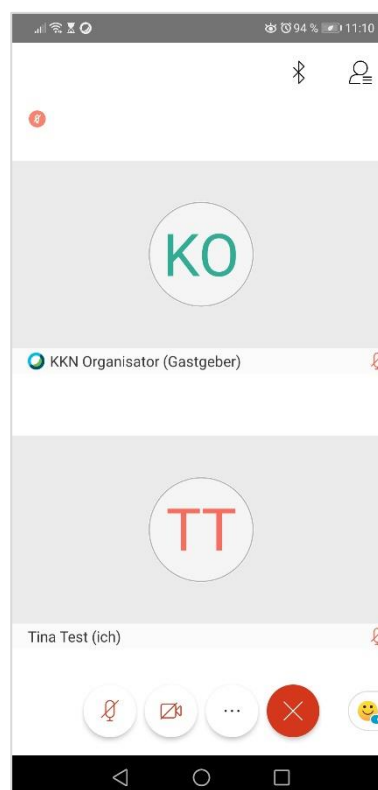 94 % 11:10
KO
KKN Organisator (Gastgeber)
TT
Tina Test (ich)